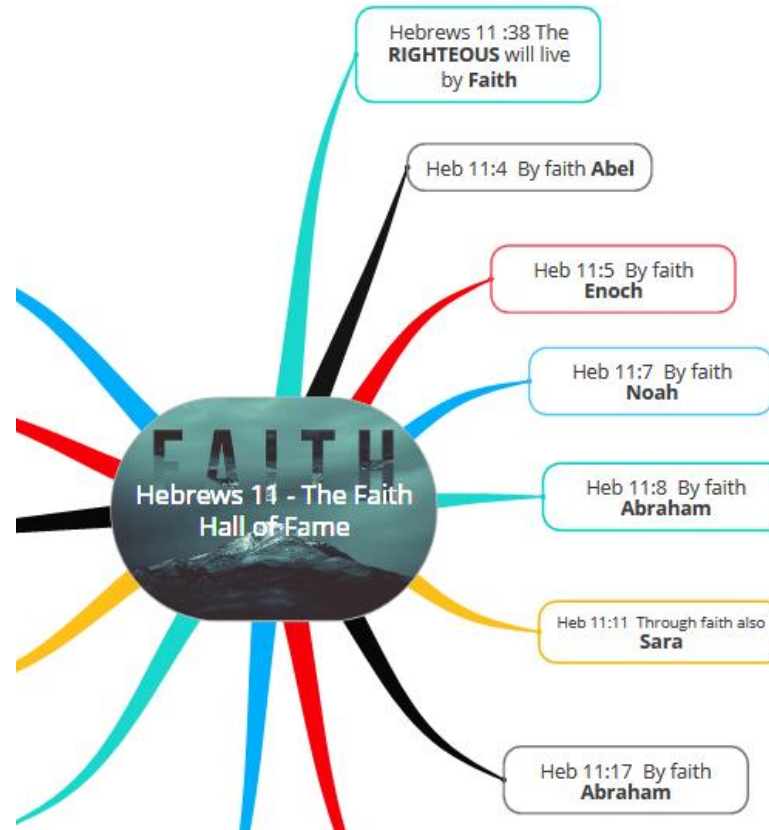 Hebrews 11 :38 The
RIGHTEOUS will live
by Faith
Heb 11:4 By faith Abel
Heb 11:5 By faith
Enoch
Heb 11:7 By faith
Noah
Heb 11:8 By faith
Abraham
Heb 11:11 Through faith also
Sara
Heb 11:17 By faith
Abraham
FAITH
Hebrews 11 - The Faith
Hall of Fame